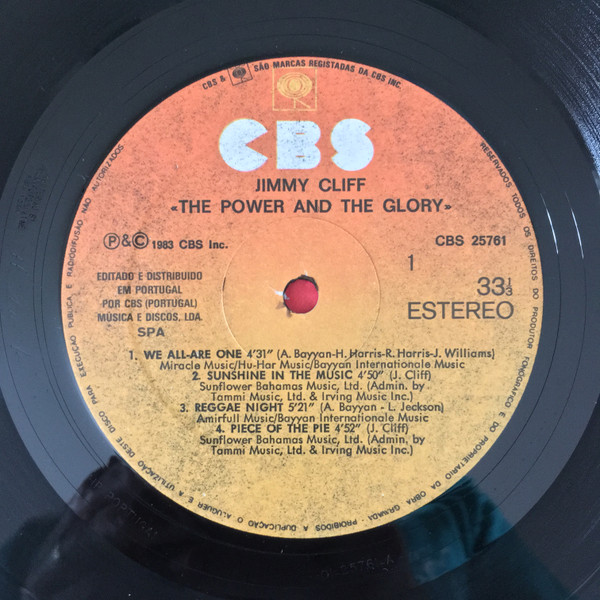 CBS & SÃO MARCAS REGISTADAS DA CBS INC.
CBS
JIMMY CLIFF
«THE POWER AND THE GLORY»
Ⓟ&© 1983 CBS Inc.
CBS 25761
EDITADO E DISTRIBUIDO
EM PORTUGAL
POR CBS (PORTUGAL)
MÚSICA E DISCOS, LDA.
SPA
1
33⅓
ESTEREO
1. WE ALL-ARE ONE 4'31" (A. Bayyan-H. Harris-R. Harris-J. Williams)
Miracle Music/Hu-Har Music/Bayyan Internationale Music
2. SUNSHINE IN THE MUSIC 4'50" (J. Cliff)
Sunflower Bahamas Music, Ltd. (Admin. by
Tammi Music, Ltd. & Irving Music Inc.)
3. REGGAE NIGHT 5'21" (A. Bayyan - L. Jeckson)
Amirfull Music/Bayyan Internationale Music
4. PIECE OF THE PIE 4'52" (J. Cliff)
Sunflower Bahamas Music, Ltd. (Admin, by
Tammi Music, Ltd. & Irving Music Inc.)
RESERVADOS TODOS OS DIREITOS DO PRODUTOR FONOGRÁFICO E DO PROPRIETARIO DA OBRA GRAVADA - PROIBIDOS A DUPLICAÇÃO O ALUGUER E A UTILIZAÇÃO DESTE DISCO PARA EXECUÇÃO PUBLICA E RADIODIFUSÃO NÃO AUTORIZADOS